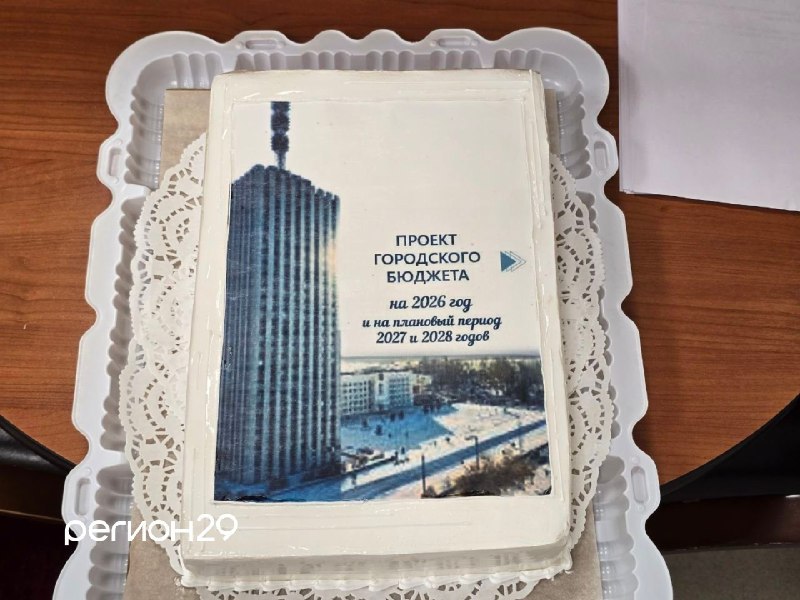 ПРОЕКТ
ГОРОДСКОГО
БЮДЖЕТА
на 2026 год
и на плановый период
2027 и 2028 годов
регион29